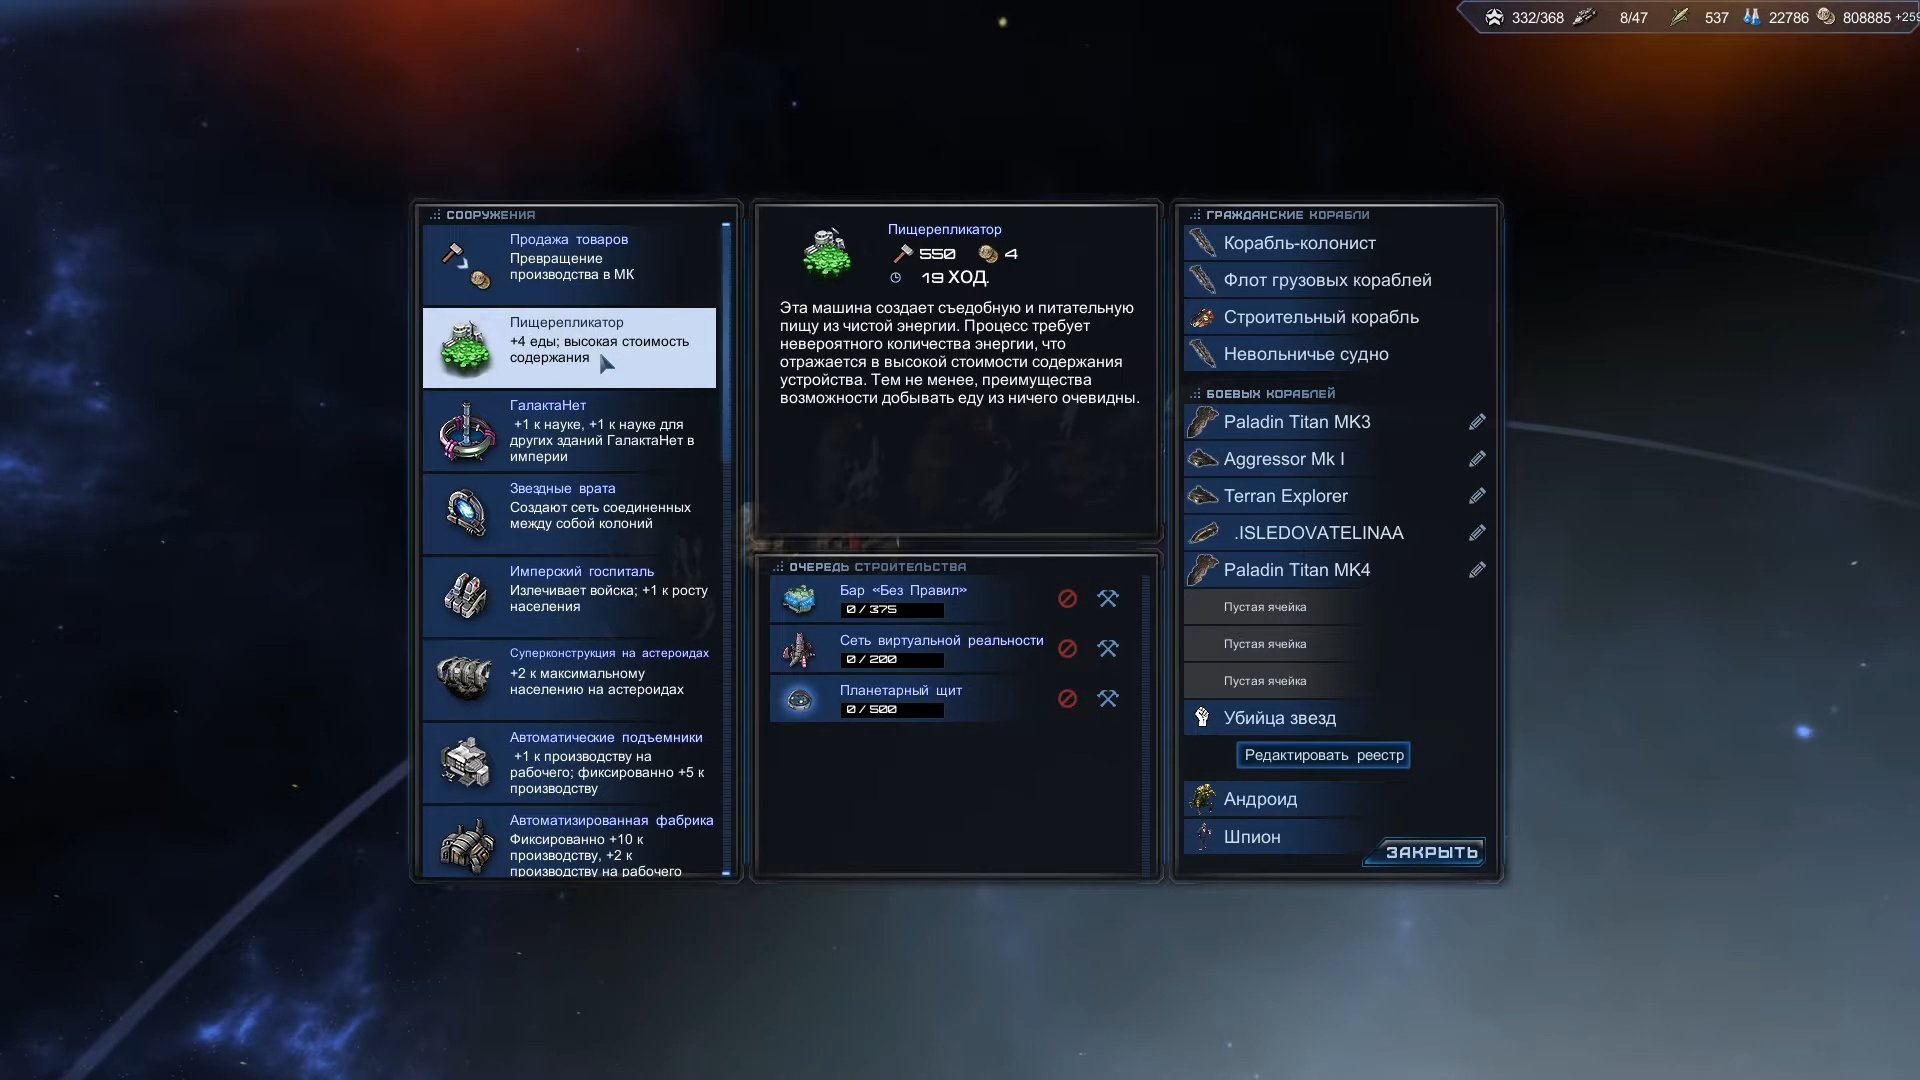 332/368 8/47 537 22786 808885 +259
СООРУЖЕНИЯ
Продажа товаров
Превращение
производства в МК
Пищерепликатор
+4 еды; высокая стоимость
содержания
ГалактаНет
+1 к науке, +1 к науке для
других зданий ГалактаНет в
империи
Звездные врата
Создают сеть соединенных
между собой колоний
Имперский госпиталь
Излечивает войска; +1 к росту
населения
Суперконструкция на астероидах
+2 к максимальному
населению на астероидах
Автоматические подъемники
+1 к производству на
рабочего; фиксированно +5 к
производству
Автоматизированная фабрика
Фиксированно +10 к
производству, +2 к
производству на рабочего
Пищерепликатор
550 4
19 ХОД.
Эта машина создает съедобную и питательную
пищу из чистой энергии. Процесс требует
невероятного количества энергии, что
отражается в высокой стоимости содержания
устройства. Тем не менее, преимущества
возможности добывать еду из ничего очевидны.
ОЧЕРЕДЬ СТРОИТЕЛЬСТВА
Бар «Без Правил»
0 / 375
Сеть виртуальной реальности
0 / 200
Планетарный щит
0 / 500
ГРАЖДАНСКИЕ КОРАБЛИ
Корабль-колонист
Флот грузовых кораблей
Строительный корабль
Невольничье судно
БОЕВЫХ КОРАБЛЕЙ
Paladin Titan MK3
Aggressor Mk I
Terran Explorer
.ISLEDOVATELINAA
Paladin Titan MK4
Пустая ячейка
Пустая ячейка
Пустая ячейка
Убийца звезд
Редактировать реестр
Андроид
Шпион
ЗАКРЫТЬ